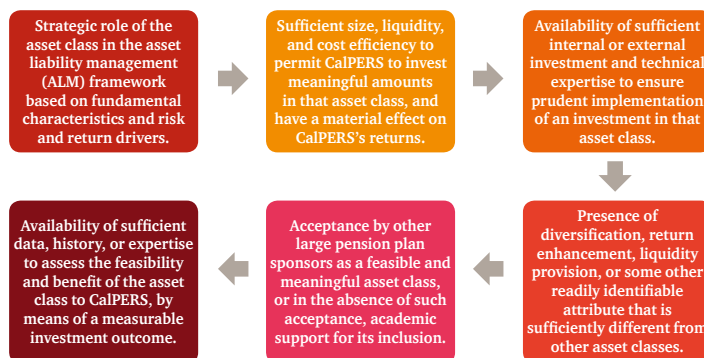 Strategic role of the
asset class in the asset
liability management
(ALM) framework
based on fundamental
characteristics and risk
and return drivers.
Sufficient size, liquidity,
and cost efficiency to
permit CalPERS to invest
meaningful amounts
in that asset class, and
have a material effect on
CalPERS’s returns.
Availability of sufficient
internal or external
investment and technical
expertise to ensure
prudent implementation
of an investment in that
asset class.
Presence of
diversification, return
enhancement, liquidity
provision, or some other
readily identifiable
attribute that is
sufficiently different from
other asset classes.
Acceptance by other
large pension plan
sponsors as a feasible and
meaningful asset class,
or in the absence of such
acceptance, academic
support for its inclusion.
Availability of sufficient
data, history, or expertise
to assess the feasibility
and benefit of the asset
class to CalPERS, by
means of a measurable
investment outcome.